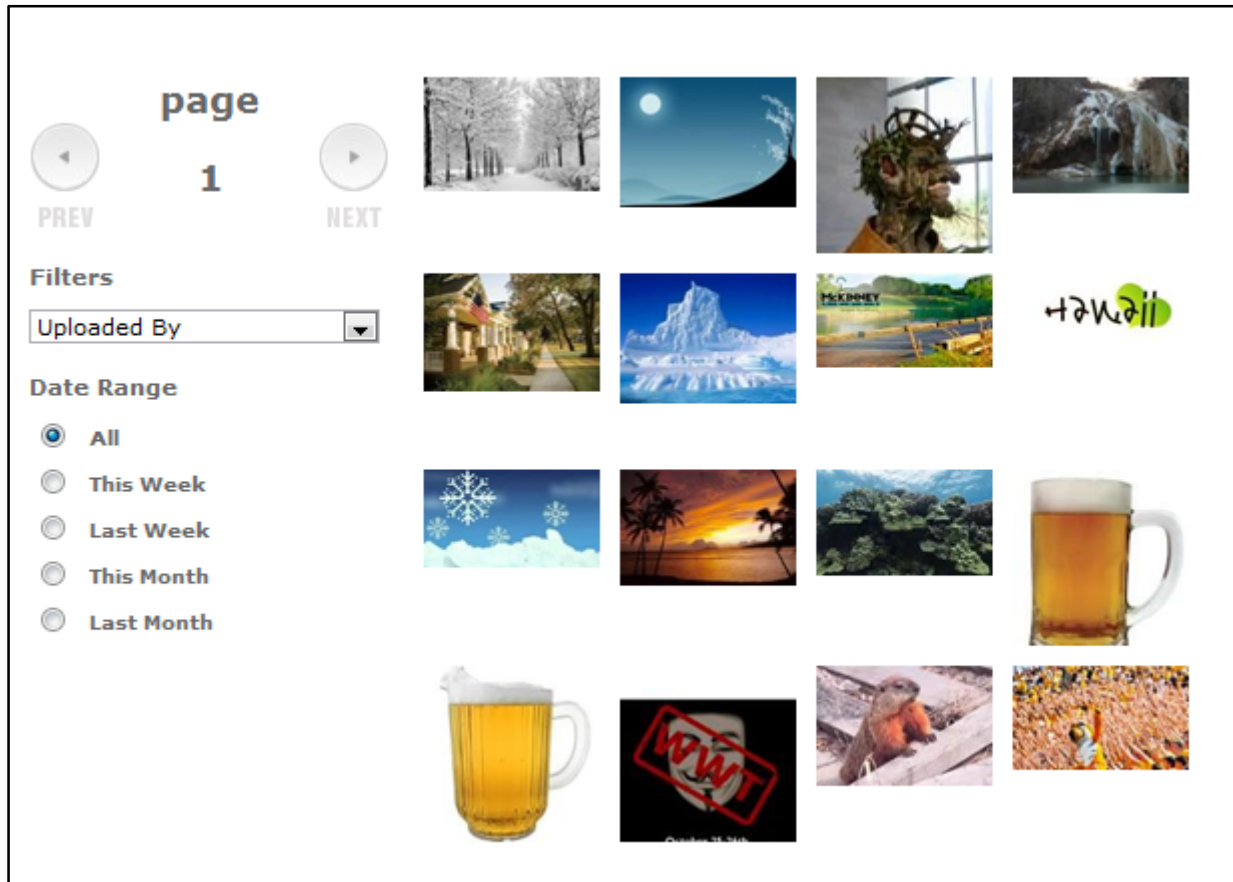 page
1
PREV
NEXT
Filters
Uploaded By
Date Range
All
This Week
Last Week
This Month
Last Month
McKINNEY
Hawaii
WWT